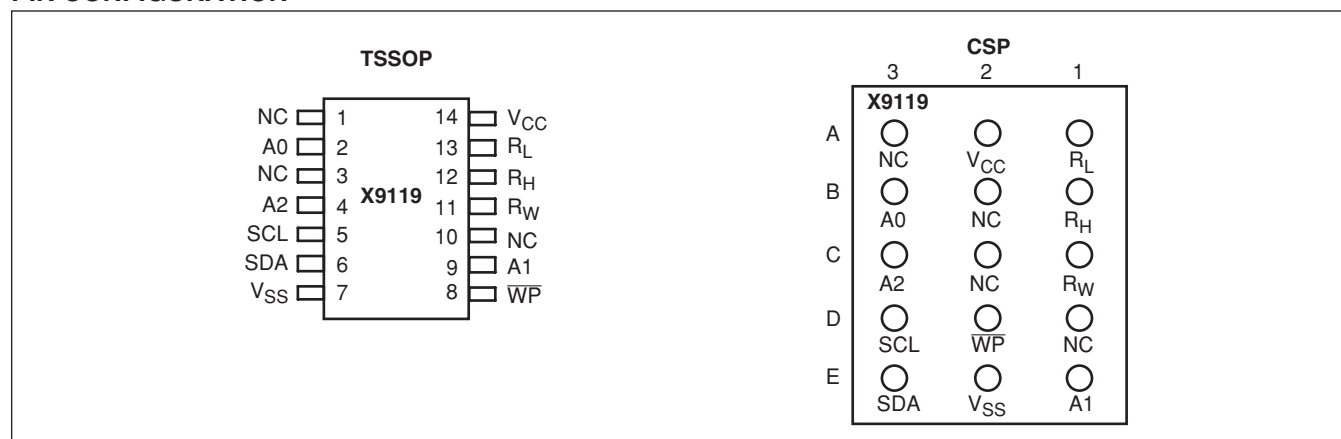 TSSOP
NC 1 14 VCC
A0 2 13 RL
NC 3 12 RH
X9119
A2 4 11 RW
SCL 5 10 NC
SDA 6 9 A1
VSS 7 8 WP
CSP
3 2 1
X9119
A
NC VCC RL
B
A0 NC RH
C
A2 NC RW
D
SCL WP NC
E
SDA VSS A1